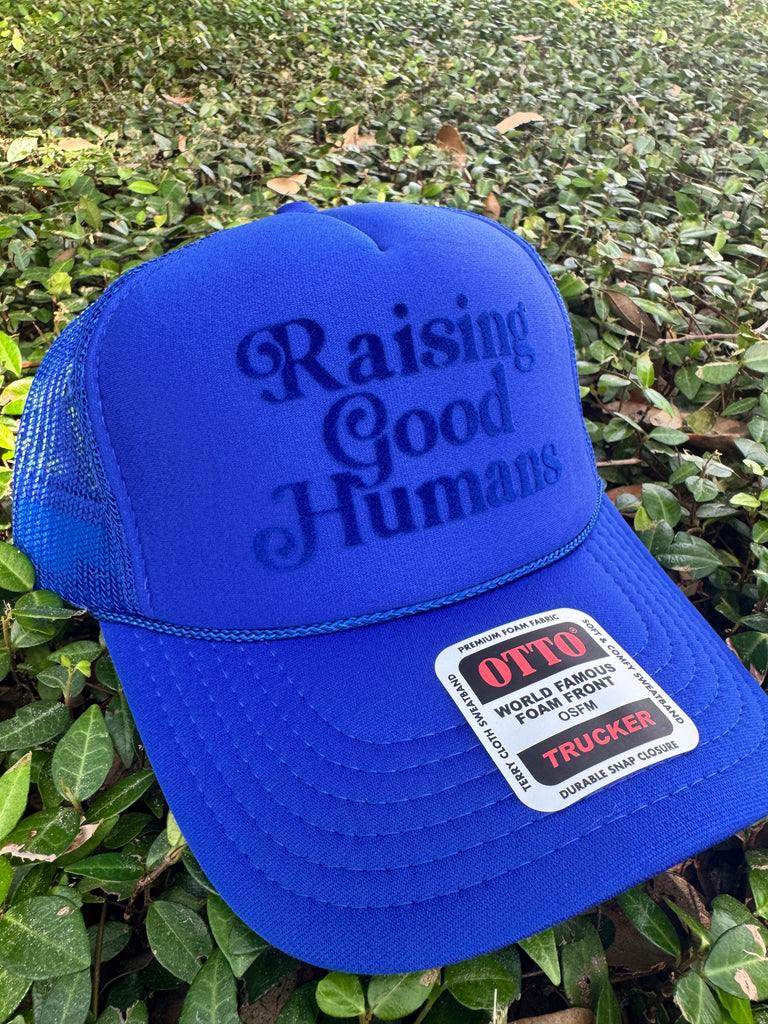 Raising
Good
Humans
PREMIUM FOAM FABRIC
SOFT & COMFY SWEATBAND
TERRY CLOTH SWEATBAND
OTTO®
WORLD FAMOUS
FOAM FRONT
OSFM
TRUCKER
DURABLE SNAP CLOSURE